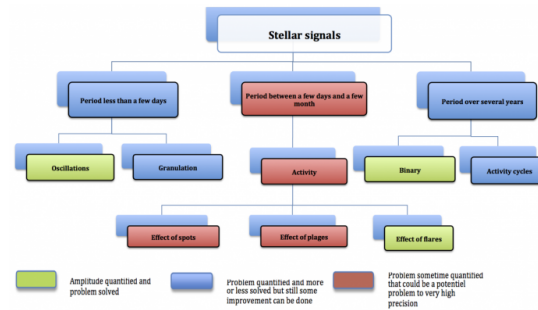 Stellar signals
Period less than a few days
Period between a few days and a few
month
Period over several years
Oscillations
Granulation
Activity
Binary
Activity cycles
Effect of spots
Effect of plages
Effect of flares
Amplitude quantified and
problem solved
Problem quantified and more
or less solved but still some
improvement can be done
Problem sometime quantified
that could be a potentiel
problem to very high
precision